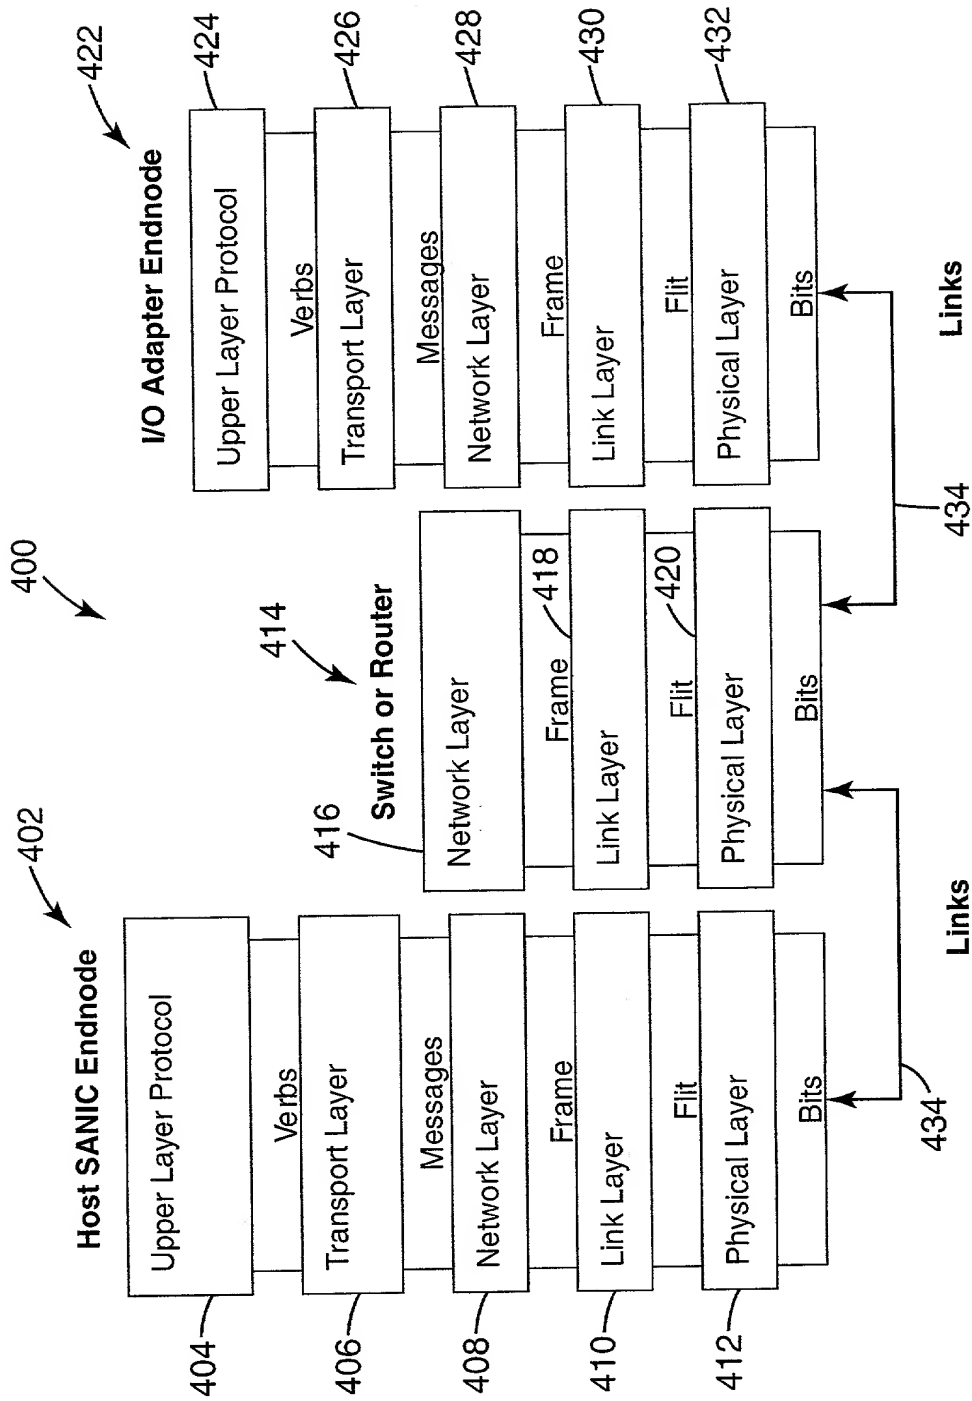 400
402
Host SANIC Endnode
404
Upper Layer Protocol
Verbs
406
Transport Layer
Messages
408
Network Layer
Frame
410
Link Layer
Flit
412
Physical Layer
Bits
414
Switch or Router
416
Network Layer
Frame
418
Link Layer
Flit
420
Physical Layer
Bits
422
I/O Adapter Endnode
424
Upper Layer Protocol
Verbs
426
Transport Layer
Messages
428
Network Layer
Frame
430
Link Layer
Flit
432
Physical Layer
Bits
434
Links
434
Links